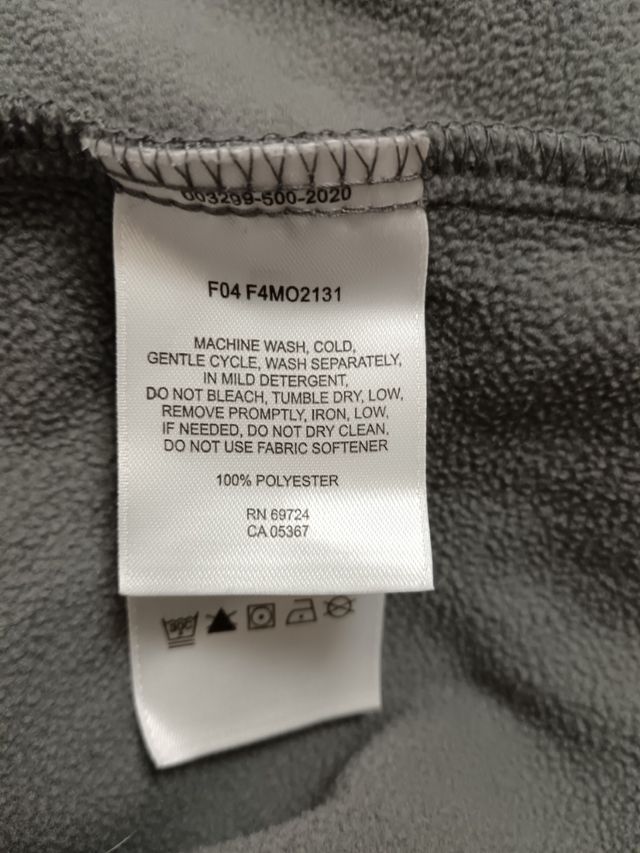 003299-500-2020
F04 F4MO2131
MACHINE WASH, COLD,
GENTLE CYCLE, WASH SEPARATELY,
IN MILD DETERGENT,
DO NOT BLEACH, TUMBLE DRY, LOW,
REMOVE PROMPTLY, IRON, LOW,
IF NEEDED, DO NOT DRY CLEAN.
DO NOT USE FABRIC SOFTENER
100% POLYESTER
RN 69724
CA 05367